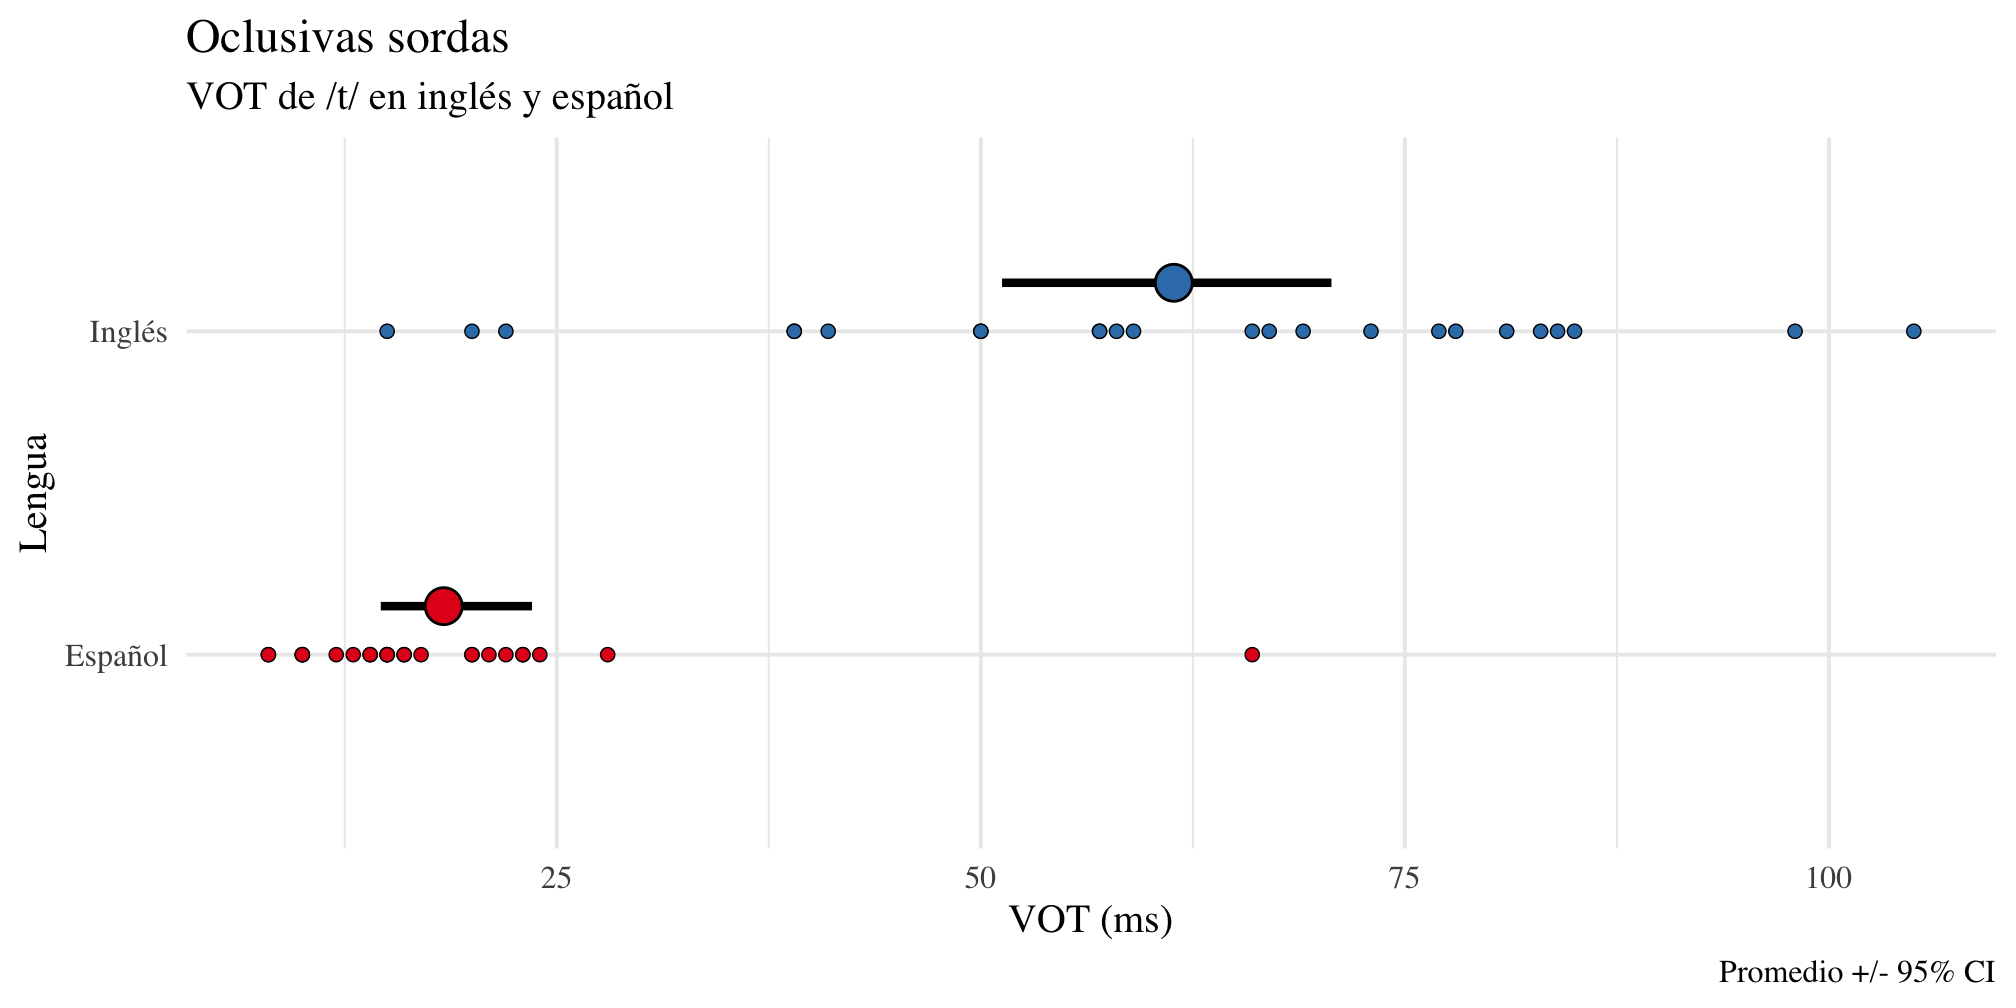 Oclusivas sordas
VOT de /t/ en inglés y español
Lengua
Inglés
Español
25 50 75 100
VOT (ms)
Promedio +/- 95% CI